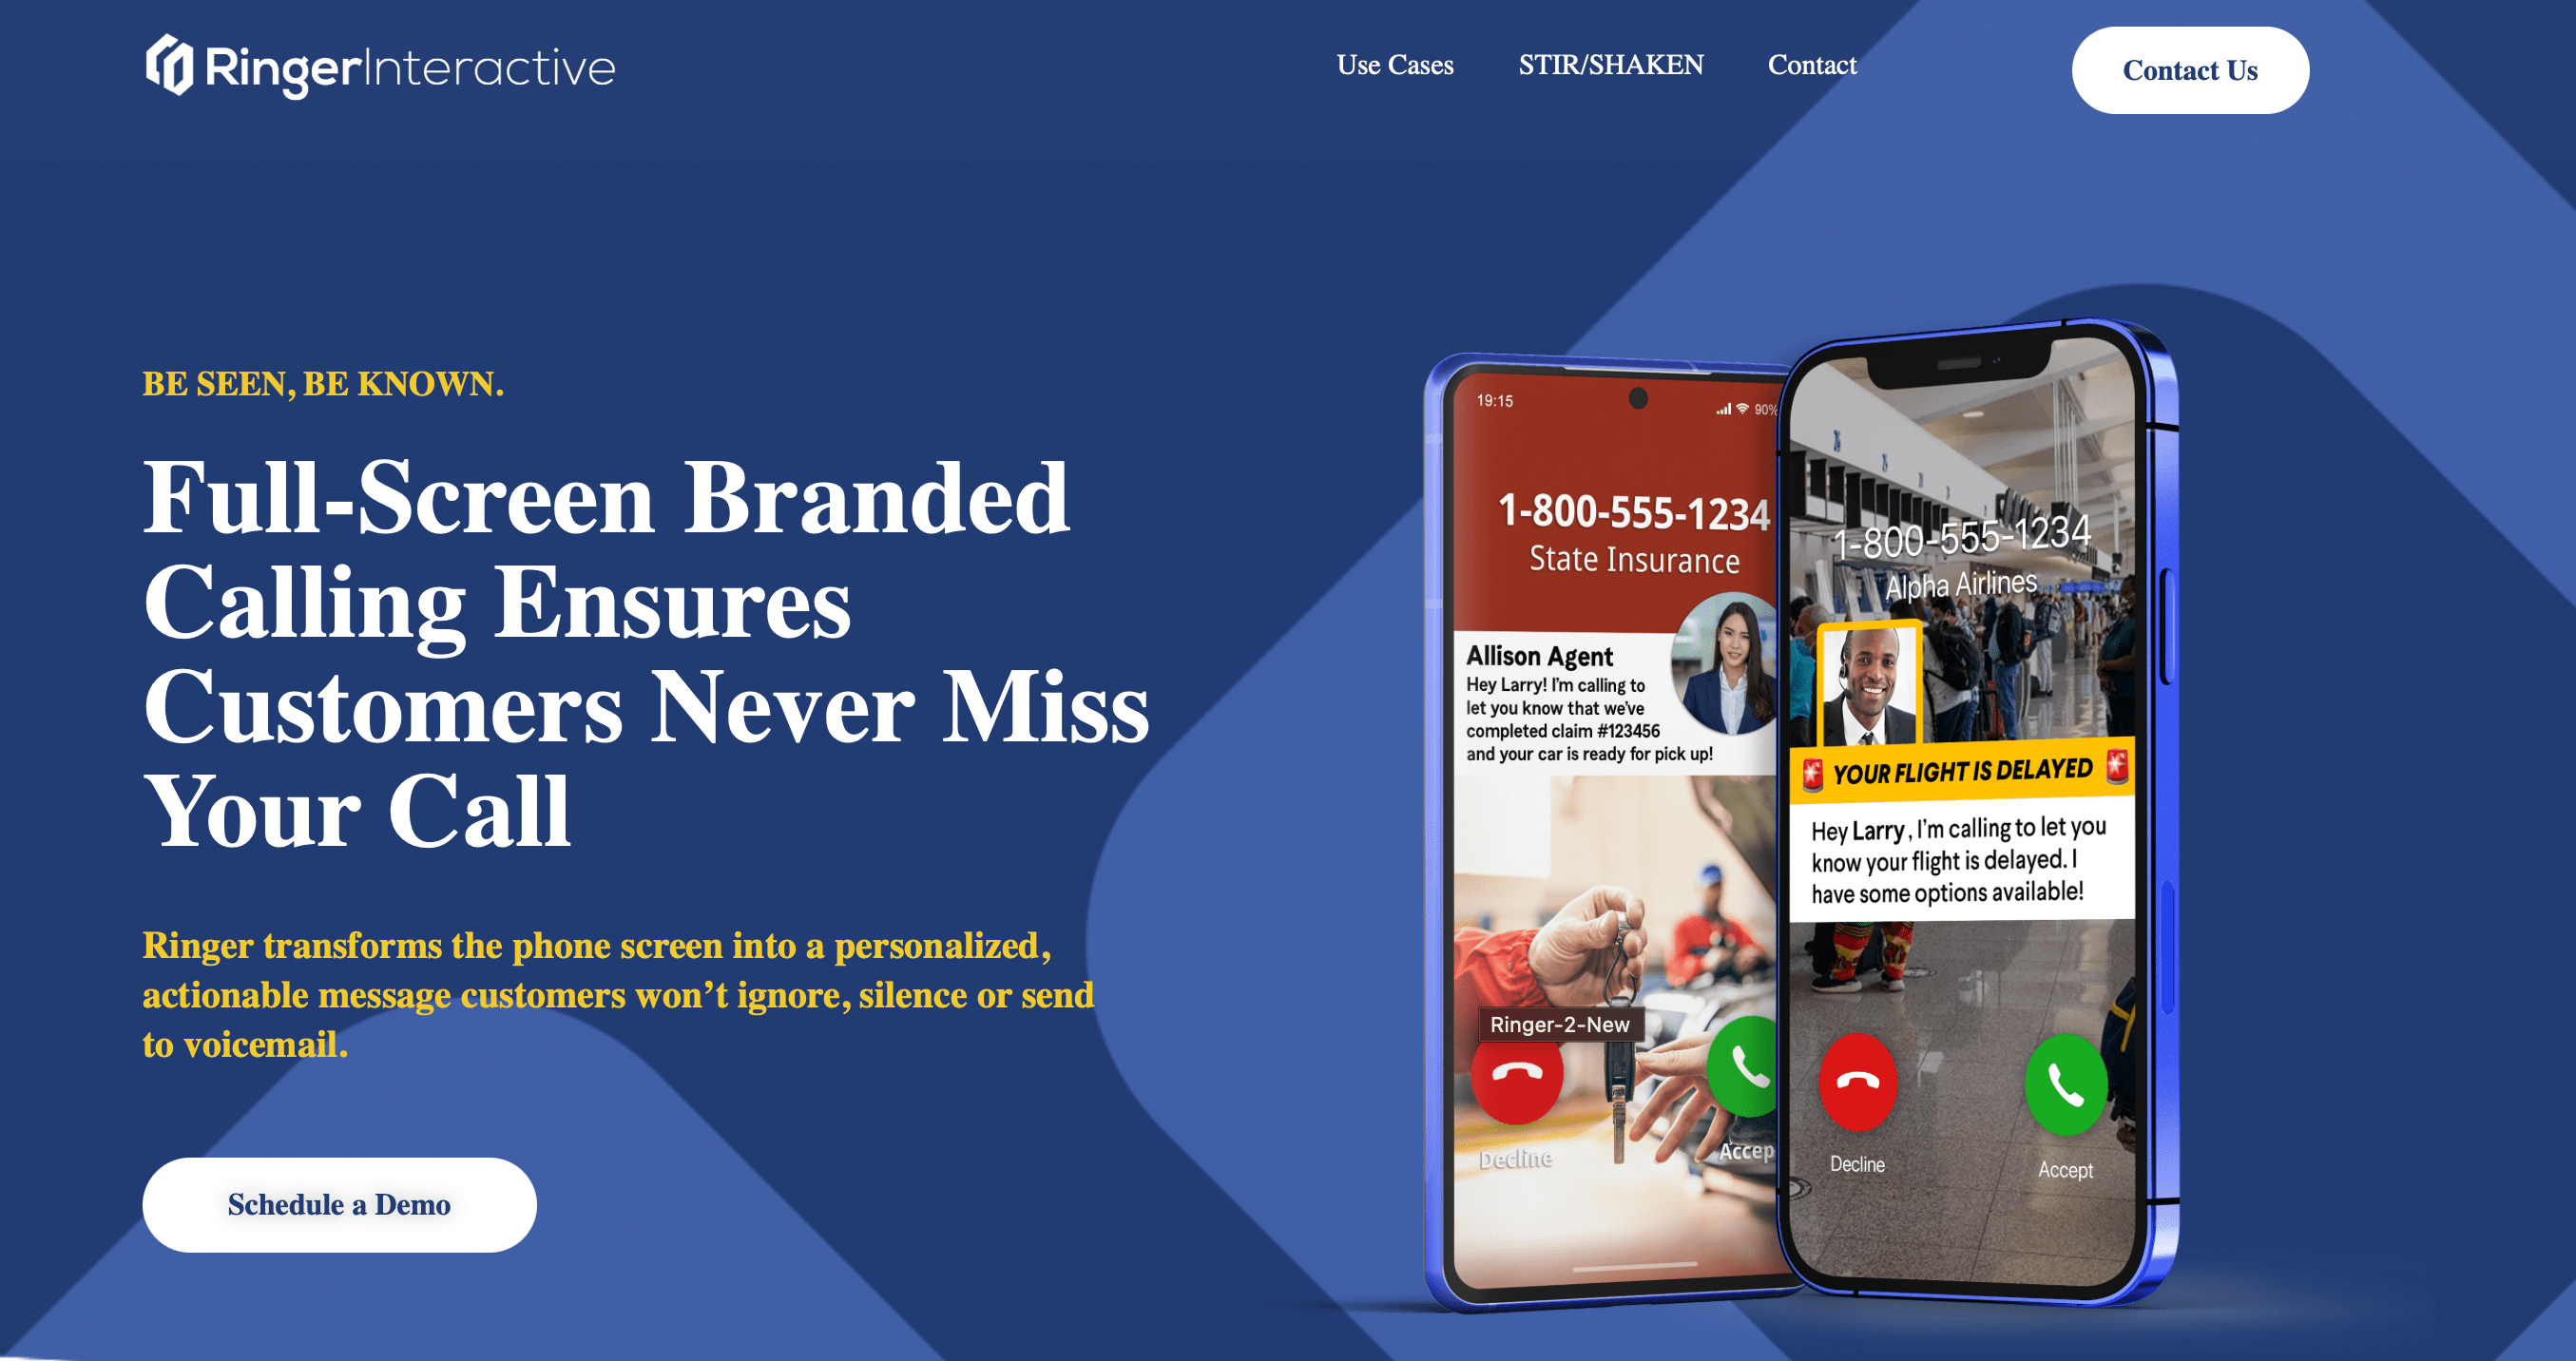 RingerInteractive
Use Cases
STIR/SHAKEN
Contact
Contact Us
BE SEEN, BE KNOWN.
Full-Screen Branded
Calling Ensures
Customers Never Miss
Your Call
Ringer transforms the phone screen into a personalized,
actionable message customers won’t ignore, silence or send
to voicemail.
Schedule a Demo
19:15
90%
1-800-555-1234
State Insurance
Allison Agent
Hey Larry! I'm calling to
let you know that we've
completed claim #123456
and your car is ready for pick up!
Ringer-2-New
Decline
Accep
1-800-555-1234
Alpha Airlines
YOUR FLIGHT IS DELAYED
Hey Larry, I'm calling to let you
know your flight is delayed. I
have some options available!
Decline
Accept